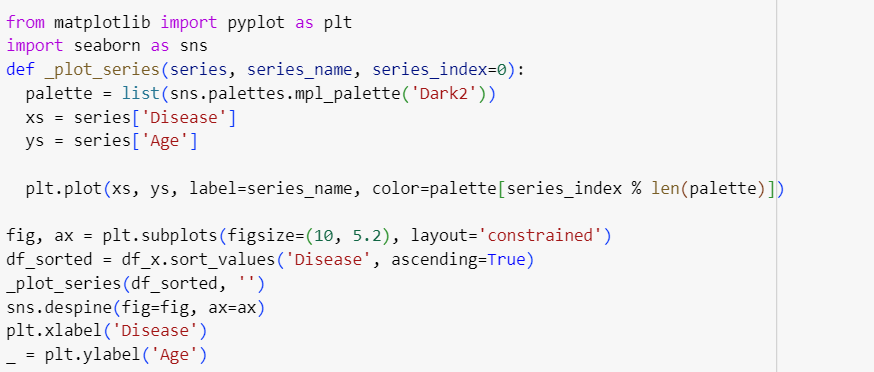 from matplotlib import pyplot as plt
import seaborn as sns
def _plot_series(series, series_name, series_index=0):
  palette = list(sns.palettes.mpl_palette('Dark2'))
  xs = series['Disease']
  ys = series['Age']

  plt.plot(xs, ys, label=series_name, color=palette[series_index % len(palette)])

fig, ax = plt.subplots(figsize=(10, 5.2), layout='constrained')
df_sorted = df_x.sort_values('Disease', ascending=True)
_plot_series(df_sorted, '')
sns.despine(fig=fig, ax=ax)
plt.xlabel('Disease')
_ = plt.ylabel('Age')